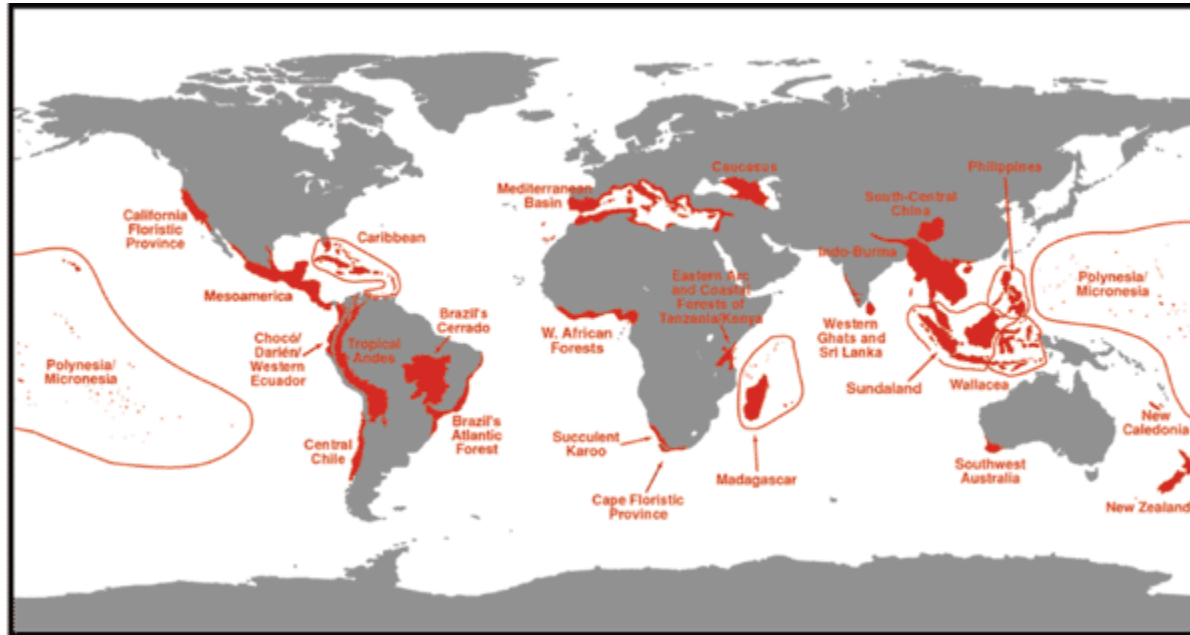 Caucasus
Philippines
Mediterranean
Basin
South-Central
China
California
Floristic
Province
Caribbean
Indo-Burma
Eastern Arc
and Coastal
Forests of
Tanzania/Kenya
Polynesia/
Micronesia
Mesoamerica
Brazil's
Cerrado
W. African
Forests
Western
Ghats and
Sri Lanka
Chocó/
Darién/
Western
Ecuador
Tropical
Andes
Polynesia/
Micronesia
Sundaland
Wallacea
New
Caledonia
Brazil's
Atlantic
Forest
Central
Chile
Succulent
Karoo
Madagascar
Southwest
Australia
Cape Floristic
Province
New Zealand